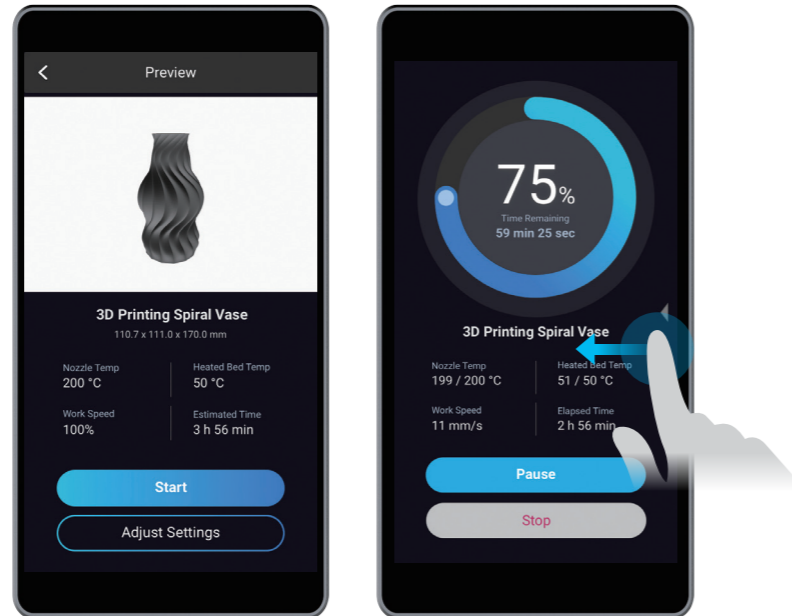 Preview
3D Printing Spiral Vase
110.7 x 111.0 x 170.0 mm
Nozzle Temp
200 °C
Heated Bed Temp
50 °C
Work Speed
100%
Estimated Time
3 h 56 min
Start
Adjust Settings
75%
Time Remaining
59 min 25 sec
3D Printing Spiral Vase
Nozzle Temp
199 / 200 °C
Heated Bed Temp
51 / 50 °C
Work Speed
11 mm/s
Elapsed Time
2 h 56 min
Pause
Stop